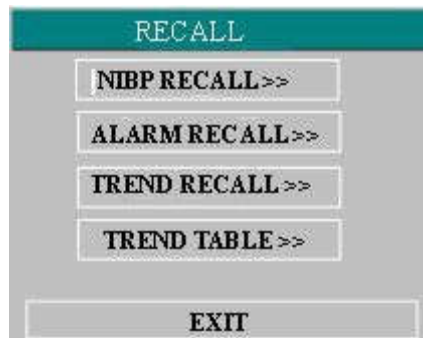 RECALL
NIBP RECALL>>
ALARM RECALL>>
TREND RECALL>>
TREND TABLE>>
EXIT